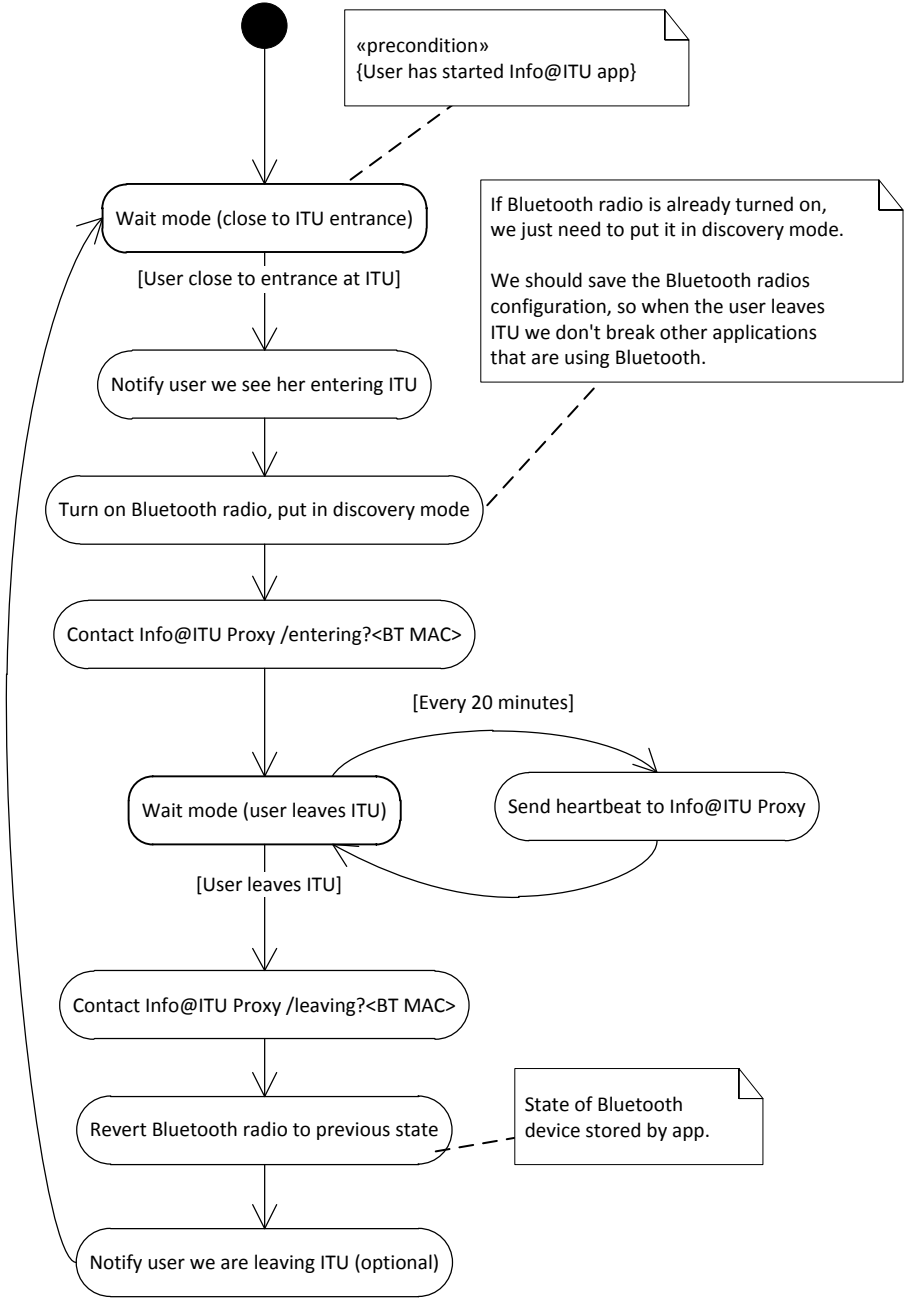 «precondition»
{User has started Info@ITU app}
Wait mode (close to ITU entrance)
If Bluetooth radio is already turned on,
we just need to put it in discovery mode.
We should save the Bluetooth radios
configuration, so when the user leaves
ITU we don't break other applications
that are using Bluetooth.
[User close to entrance at ITU]
Notify user we see her entering ITU
Turn on Bluetooth radio, put in discovery mode
Contact Info@ITU Proxy /entering?<BT MAC>
[Every 20 minutes]
Wait mode (user leaves ITU)
Send heartbeat to Info@ITU Proxy
[User leaves ITU]
Contact Info@ITU Proxy /leaving?<BT MAC>
Revert Bluetooth radio to previous state
State of Bluetooth
device stored by app.
Notify user we are leaving ITU (optional)